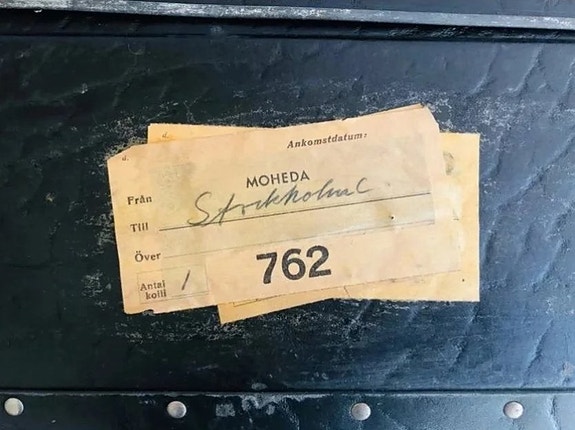 Ankomstdatum:
d.
Från MOHEDA
Till Stockholm C
Över
762
Antal kolli 1